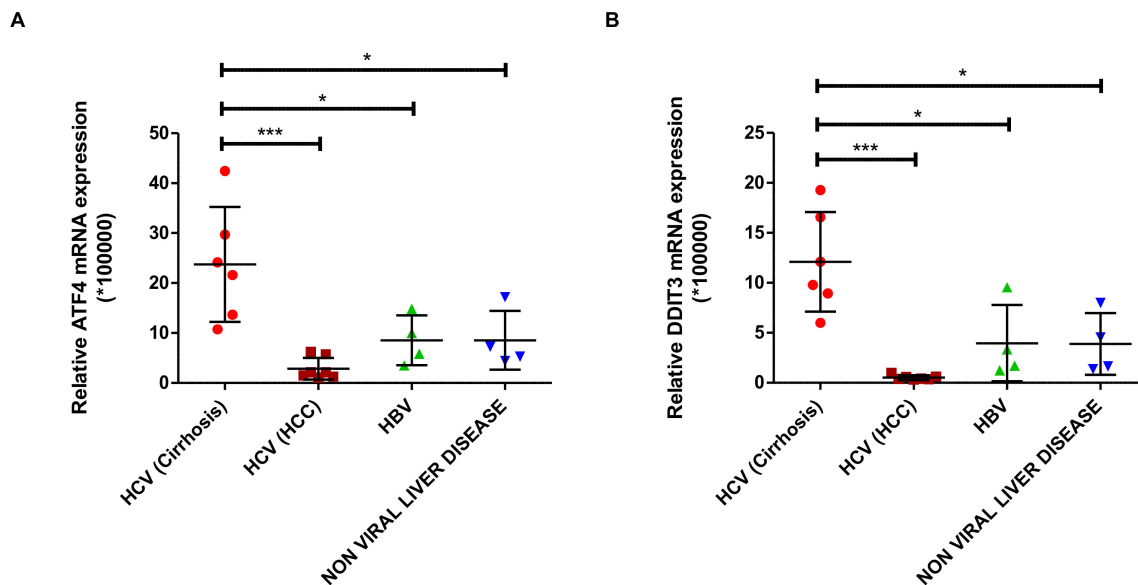 A
*
*
***
Relative ATF4 mRNA expression
(*100000)
50
40
30
20
10
0
HCV (Cirrhosis)
HCV (HCC)
HBV
NON VIRAL LIVER DISEASE
B
*
*
***
Relative DDIT3 mRNA expression
(*100000)
25
20
15
10
5
0
HCV (Cirrhosis)
HCV (HCC)
HBV
NON VIRAL LIVER DISEASE